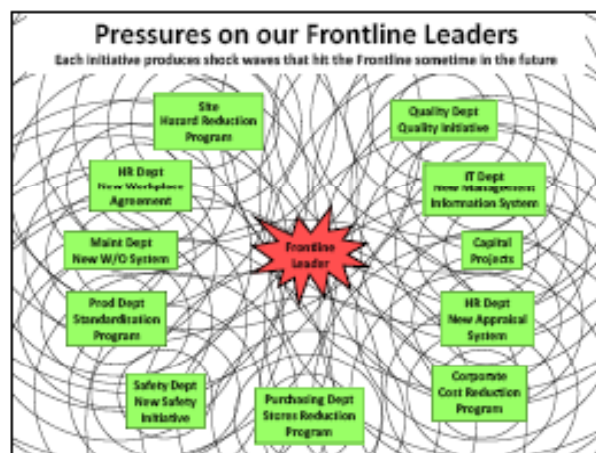 Pressures on our Frontline Leaders
Each initiative produces shock waves that hit the Frontline sometime in the future
Site
Hazard Reduction
Program
Quality Dept
Quality Initiative
HR Dept
New Workplace
Agreement
IT Dept
New Management
Information System
Maint Dept
New W/O System
Frontline
Leader
Capital
Projects
Prod Dept
Standardisation
Program
HR Dept
New Appraisal
System
Safety Dept
New Safety
Initiative
Purchasing Dept
Stores Reduction
Program
Corporate
Cost Reduction
Program